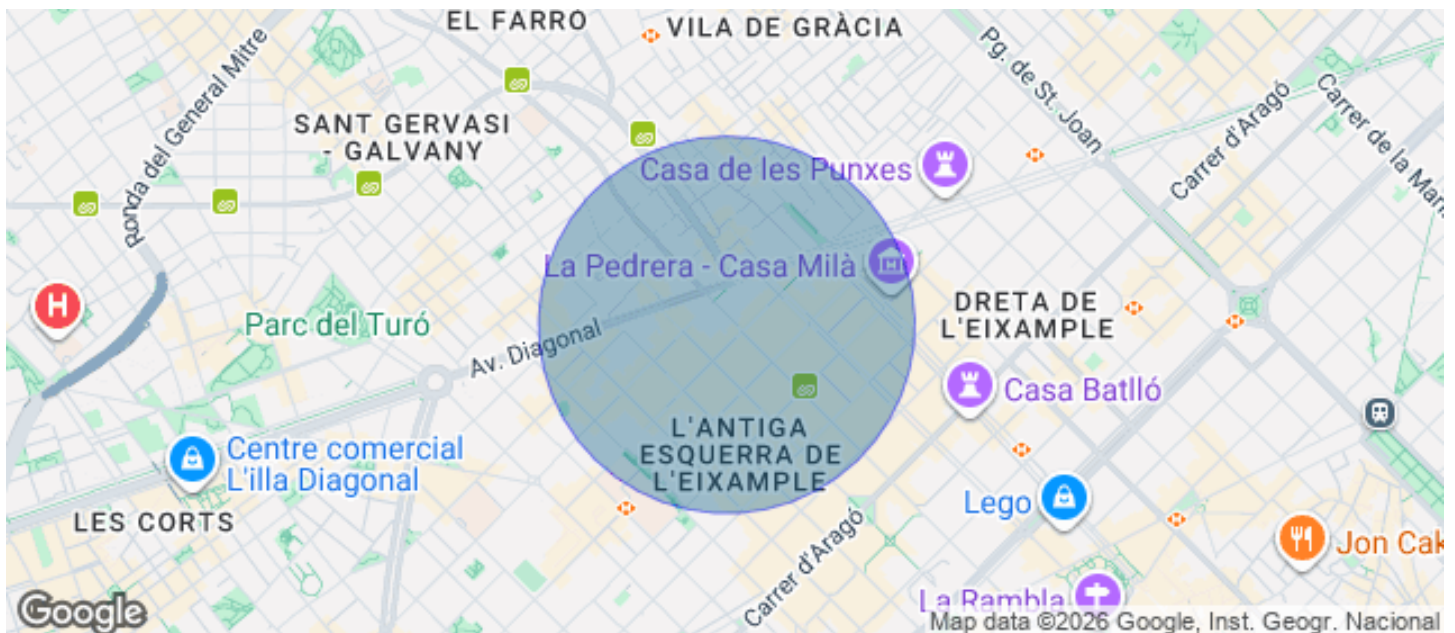 EL FARRÓ
VILA DE GRÀCIA
Ronda del General Mitre
Pg. de St. Joan
Carrer d'Aragó
Carrer de la Mari
SANT GERVASI
- GALVANY
Casa de les Punxes
La Pedrera - Casa Milà
H
Parc del Turó
Av. Diagonal
DRETA DE
L'EIXAMPLE
Casa Batlló
L'ANTIGA
ESQUERRA DE
L'EIXAMPLE
Centre comercial
L'illa Diagonal
LES CORTS
Lego
Carrer d'Aragó
Jon Cak
La Rambla
Google
Map data ©2026 Google, Inst. Geogr. Nacional